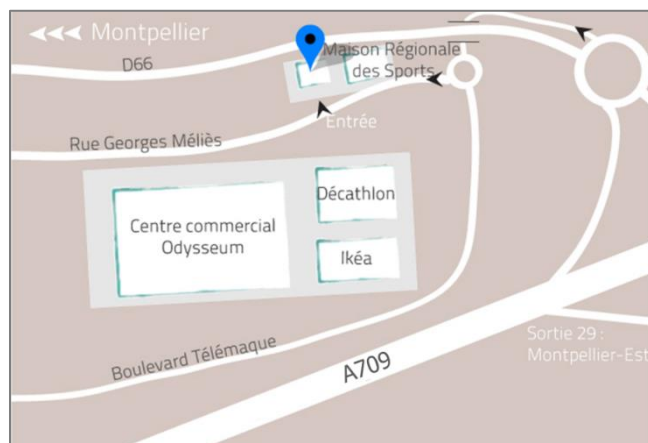 Montpellier
D66
Maison Régionale
des Sports
Entrée
Rue Georges Méliès
Décathlon
Centre commercial
Odysseum
Ikéa
Sortie 29 :
Montpellier-Est
Boulevard Télémaque
A709